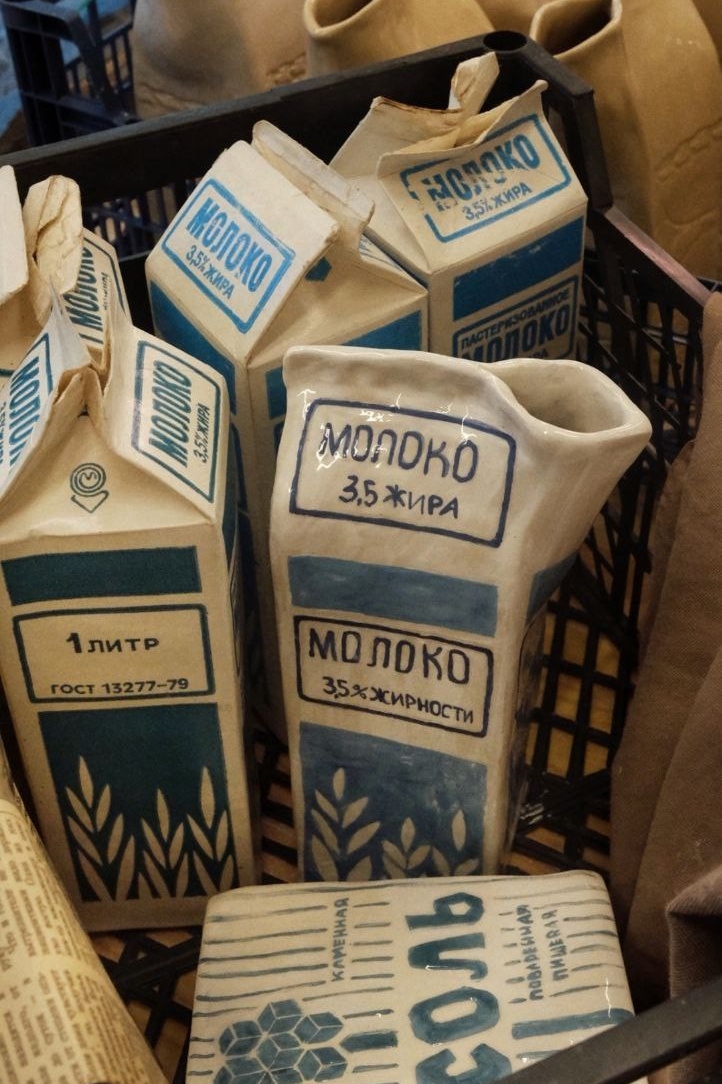 МОЛОКО
3,5% ЖИРА
МОЛОКО
3,5% ЖИРА
ПАСТЕРИЗОВАННОЕ
МОЛОКО
МОЛОКО
МОЛОКО
МОЛОКО
3,5% ЖИРА
1 ЛИТР
ГОСТ 13277-79
МОЛОКО
3,5 ЖИРА
МОЛОКО
3,5% ЖИРНОСТИ
КАМЕННАЯ
СОЛЬ
ПОВАРЕННАЯ
ПИЩЕВАЯ